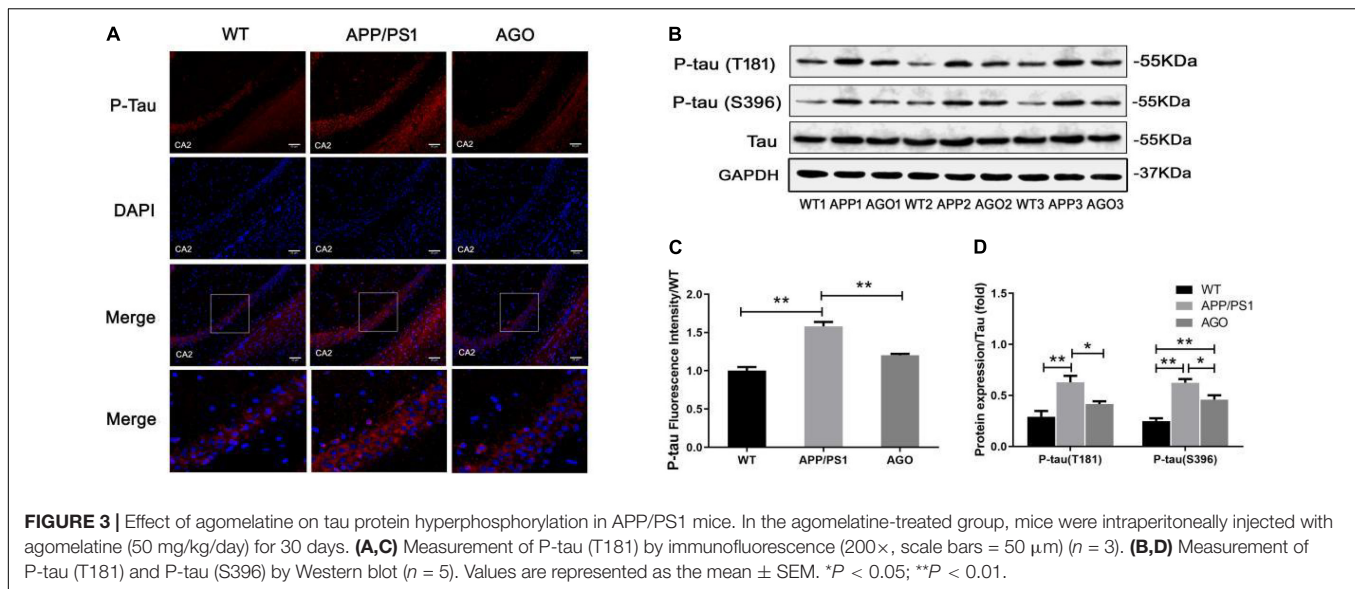 A
WT APP/PS1 AGO
P-Tau
CA2
DAPI
CA2
Merge
CA2
Merge
B
P-tau (T181) -55KDa
P-tau (S396) -55KDa
Tau -55KDa
GAPDH -37KDa
WT1 APP1 AGO1 WT2 APP2 AGO2 WT3 APP3 AGO3
C
P-tau Fluorescence Intensity/WT
2.0
1.5
1.0
0.5
0.0
** **
WT APP/PS1 AGO
D
Protein expression/Tau (fold)
1.5
1.0
0.5
0.0
WT
APP/PS1
AGO
** *
**
** *
P-tau(T181) P-tau(S396)
FIGURE 3 | Effect of agomelatine on tau protein hyperphosphorylation in APP/PS1 mice. In the agomelatine-treated group, mice were intraperitoneally injected with
agomelatine (50 mg/kg/day) for 30 days. (A,C) Measurement of P-tau (T181) by immunofluorescence (200×, scale bars = 50 μm) (n = 3). (B,D) Measurement of
P-tau (T181) and P-tau (S396) by Western blot (n = 5). Values are represented as the mean ± SEM. *P < 0.05; **P < 0.01.